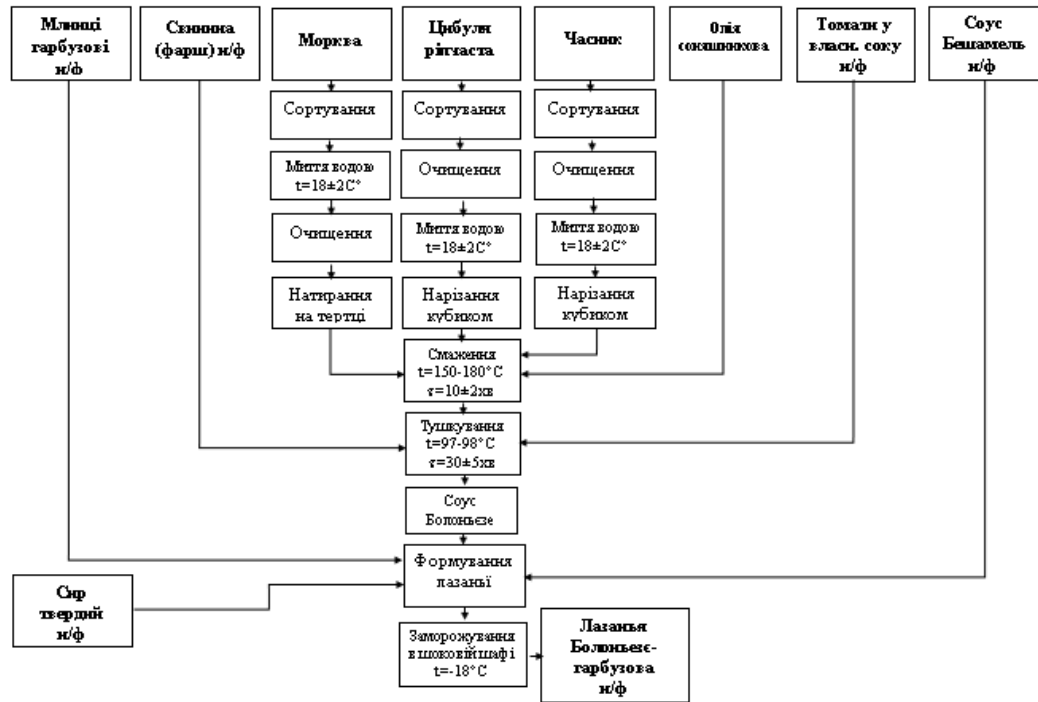 Млинці
гарбузові
н/ф
Свинина
(фарш) н/ф
Морква
Цибуля
ріпчаста
Часник
Олія
соняшникова
Томати у
власн. соку
н/ф
Соус
Бешамель
н/ф
Сортування
Сортування
Сортування
Миття водою
t=18±2C°
Очищення
Очищення
Очищення
Миття водою
t=18±2C°
Миття водою
t=18±2C°
Натирання
на тертці
Нарізання
кубиком
Нарізання
кубиком
Смаження
t=150-180°C
τ=10±2хв
Тушкування
t=97-98°C
τ=30±5хв
Соус
Болоньєзе
Формування
лазаньї
Сир
твердий
н/ф
Заморожування
в шоковій шафі
t=-18°C
Лазанья
Болоньезє-
гарбузова
н/ф